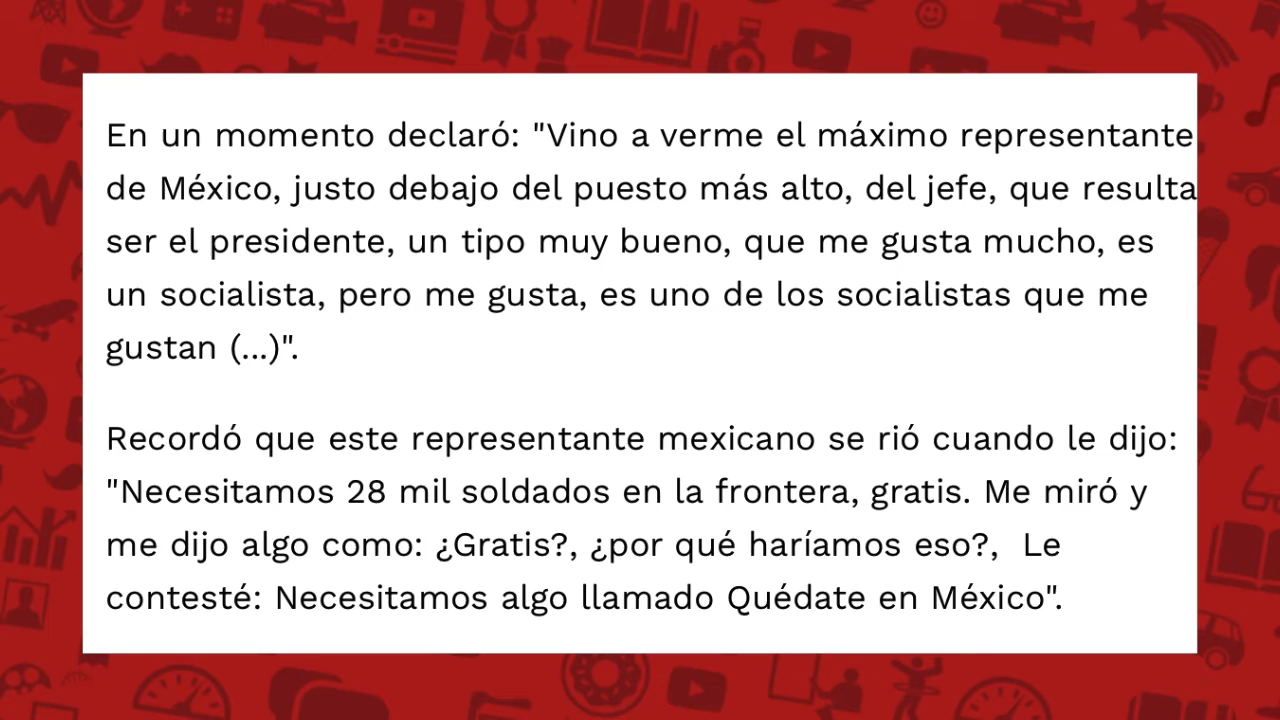 En un momento declaró: "Vino a verme el máximo representante
de México, justo debajo del puesto más alto, del jefe, que resulta
ser el presidente, un tipo muy bueno, que me gusta mucho, es
un socialista, pero me gusta, es uno de los socialistas que me
gustan (...)".
Recordó que este representante mexicano se rió cuando le dijo:
"Necesitamos 28 mil soldados en la frontera, gratis. Me miró y
me dijo algo como: ¿Gratis?, ¿por qué haríamos eso?,  Le
contesté: Necesitamos algo llamado Quédate en México".